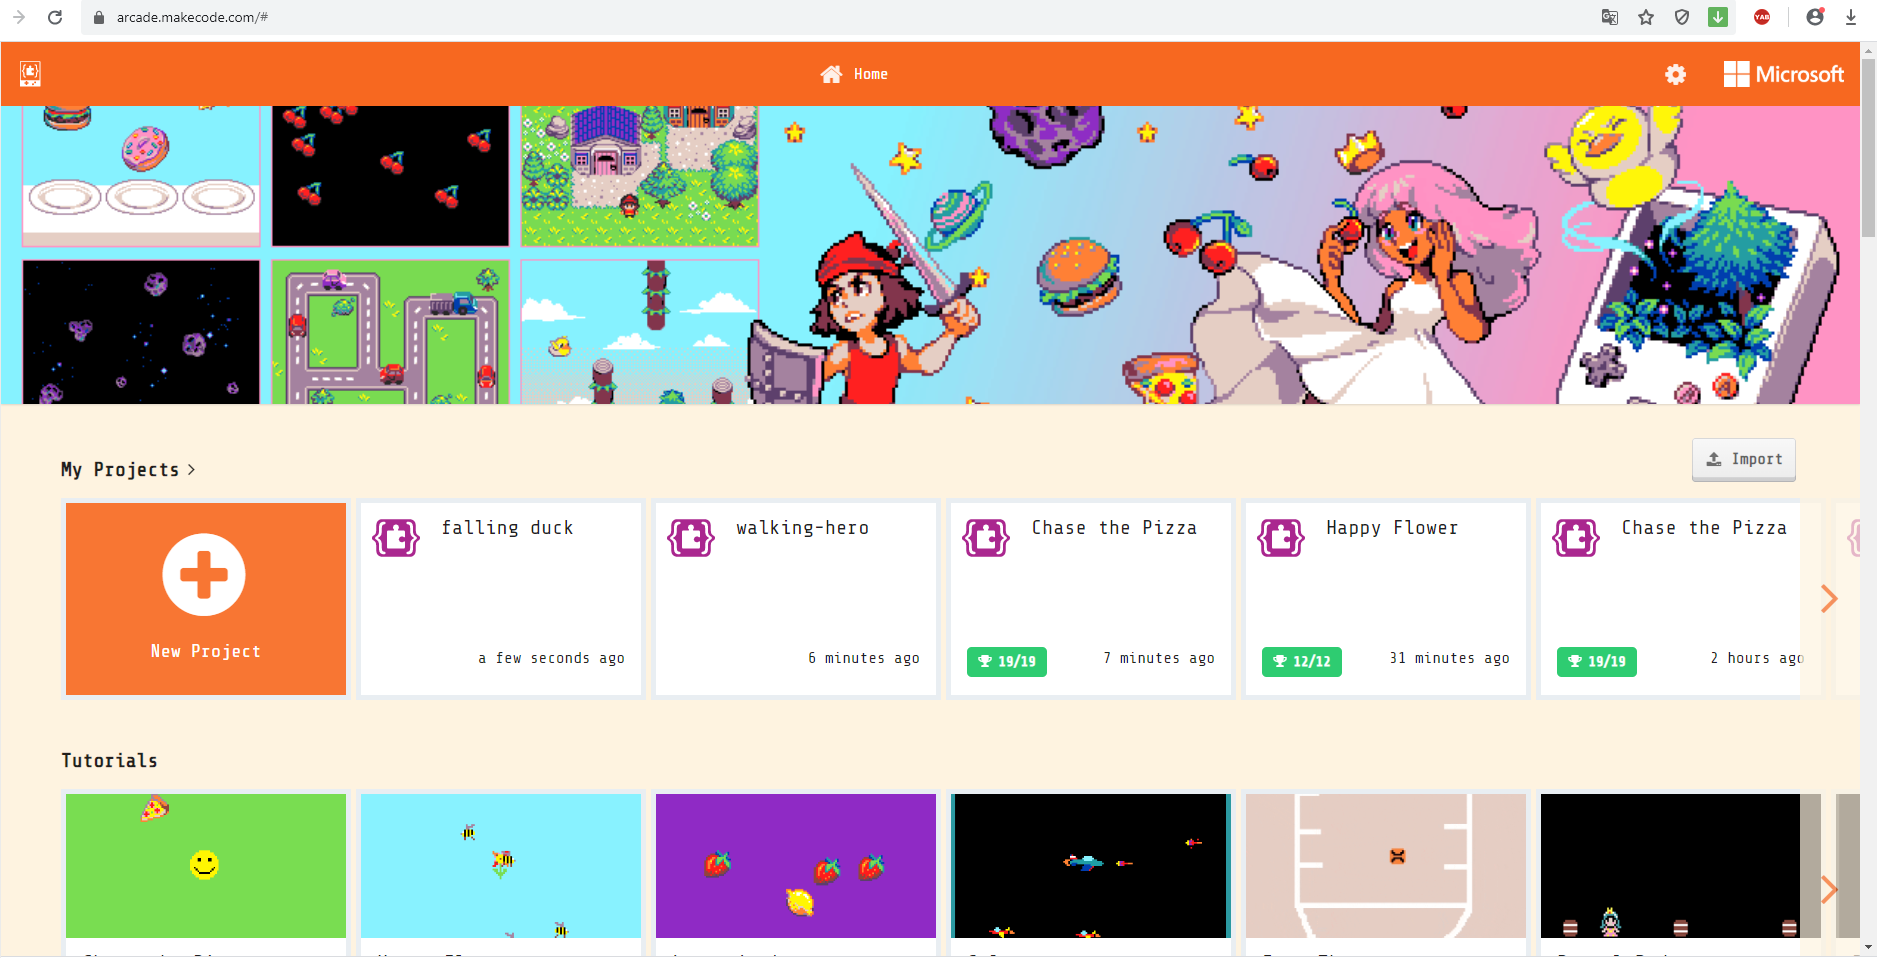 arcade.makecode.com/#
YAB
Home
Microsoft
My Projects >
Import
New Project
falling duck
a few seconds ago
walking-hero
6 minutes ago
Chase the Pizza
19/19
7 minutes ago
Happy Flower
12/12
31 minutes ago
Chase the Pizza
19/19
2 hours ago
Tutorials